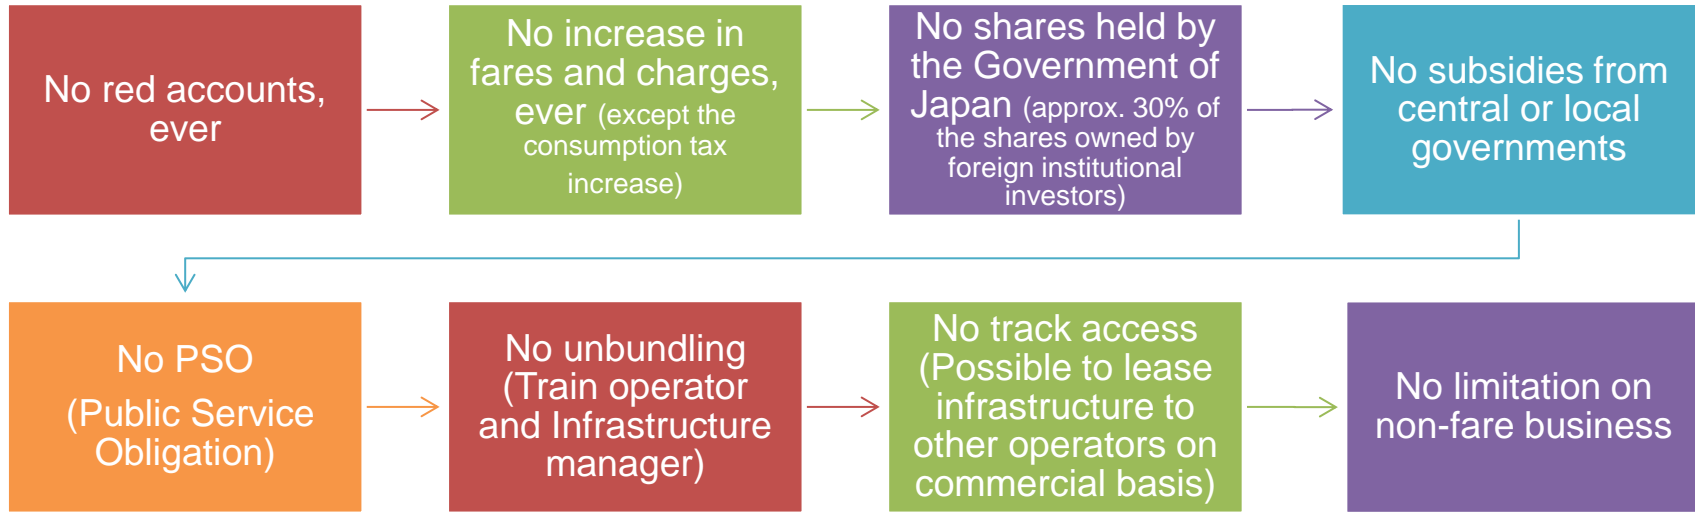 No red accounts,
ever
No increase in
fares and charges,
ever (except the
consumption tax
increase)
No shares held by
the Government of
Japan (approx. 30% of
the shares owned by
foreign institutional
investors)
No subsidies from
central or local
governments
No PSO
(Public Service
Obligation)
No unbundling
(Train operator
and Infrastructure
manager)
No track access
(Possible to lease
infrastructure to
other operators on
commercial basis)
No limitation on
non-fare business